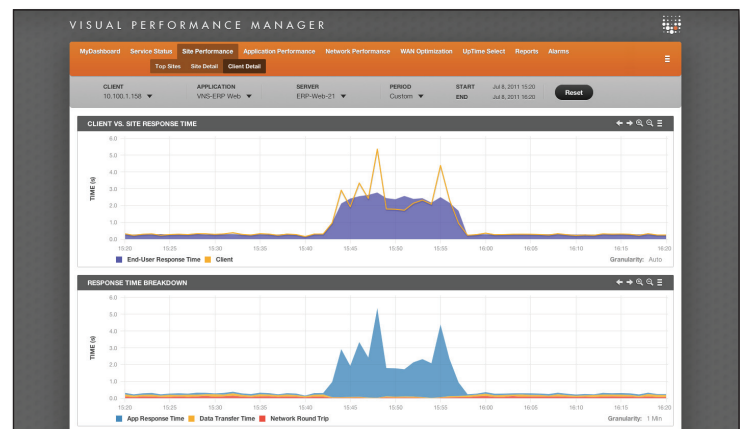 VISUAL PERFORMANCE MANAGER
MyDashboard Service Status Site Performance Application Performance Network Performance WAN Optimization UpTime Select Reports Alarms
Top Sites Site Detail Client Detail
CLIENT APPLICATION SERVER PERIOD START Jul 8, 2011 15:20
10.100.1.158 VNS-ERP Web ERP-Web-21 Custom END Jul 8, 2011 16:20
Reset
CLIENT VS. SITE RESPONSE TIME
TIME (s)
6.0
5.0
4.0
3.0
2.0
1.0
0.0
15:20 15:25 15:30 15:35 15:40 15:45 15:50 15:55 16:00 16:05 16:10 16:15 16:20
End-User Response Time Client Granularity: Auto
RESPONSE TIME BREAKDOWN
TIME (s)
6.0
5.0
4.0
3.0
2.0
1.0
0.0
15:20 15:25 15:30 15:35 15:40 15:45 15:50 15:55 16:00 16:05 16:10 16:15 16:20
App Response Time Data Transfer Time Network Round Trip Granularity: 1 Min